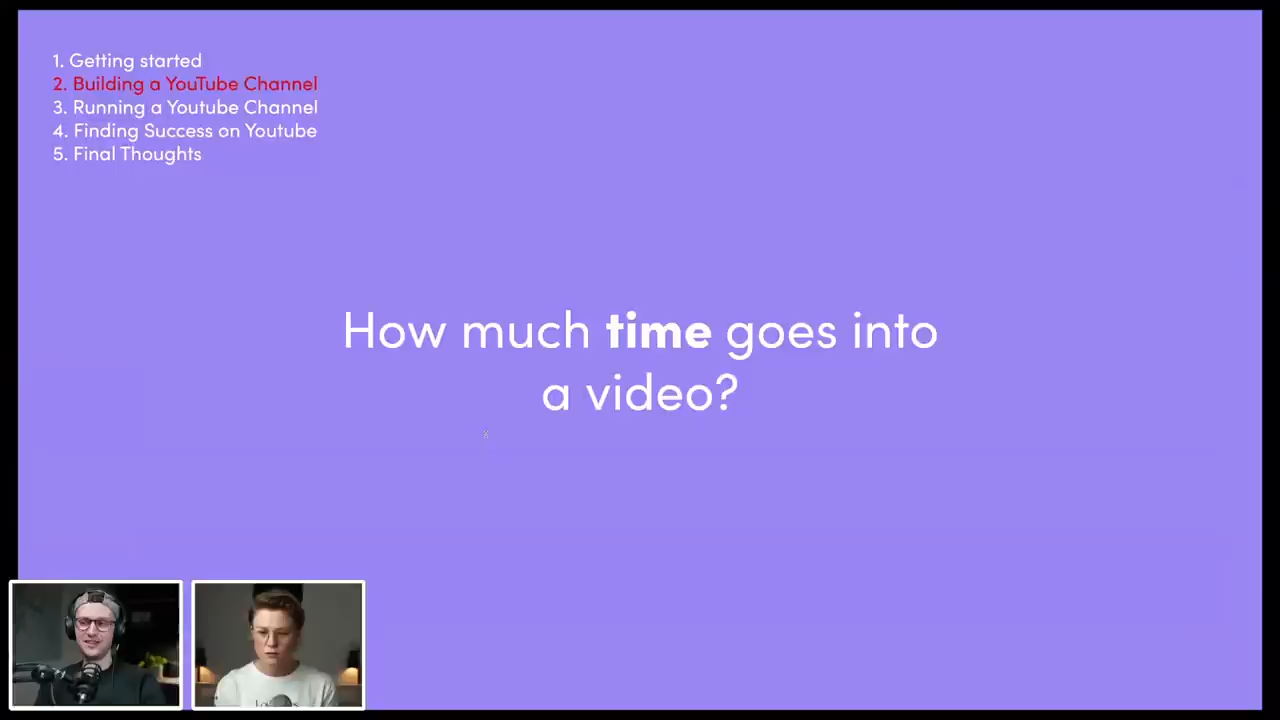 1. Getting started
2. Building a YouTube Channel
3. Running a Youtube Channel
4. Finding Success on Youtube
5. Final Thoughts
How much time goes into
a video?